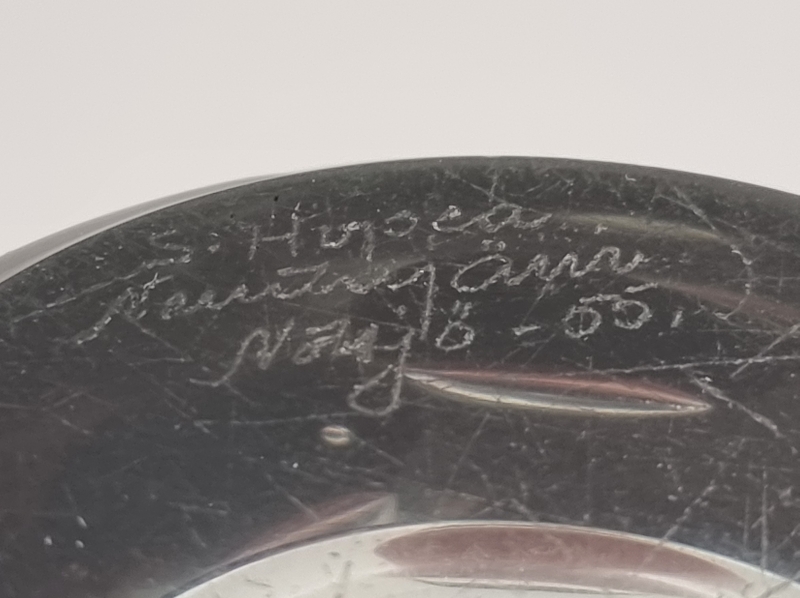 S. Hopea
Nuutajärvi
Notsjö - 55.